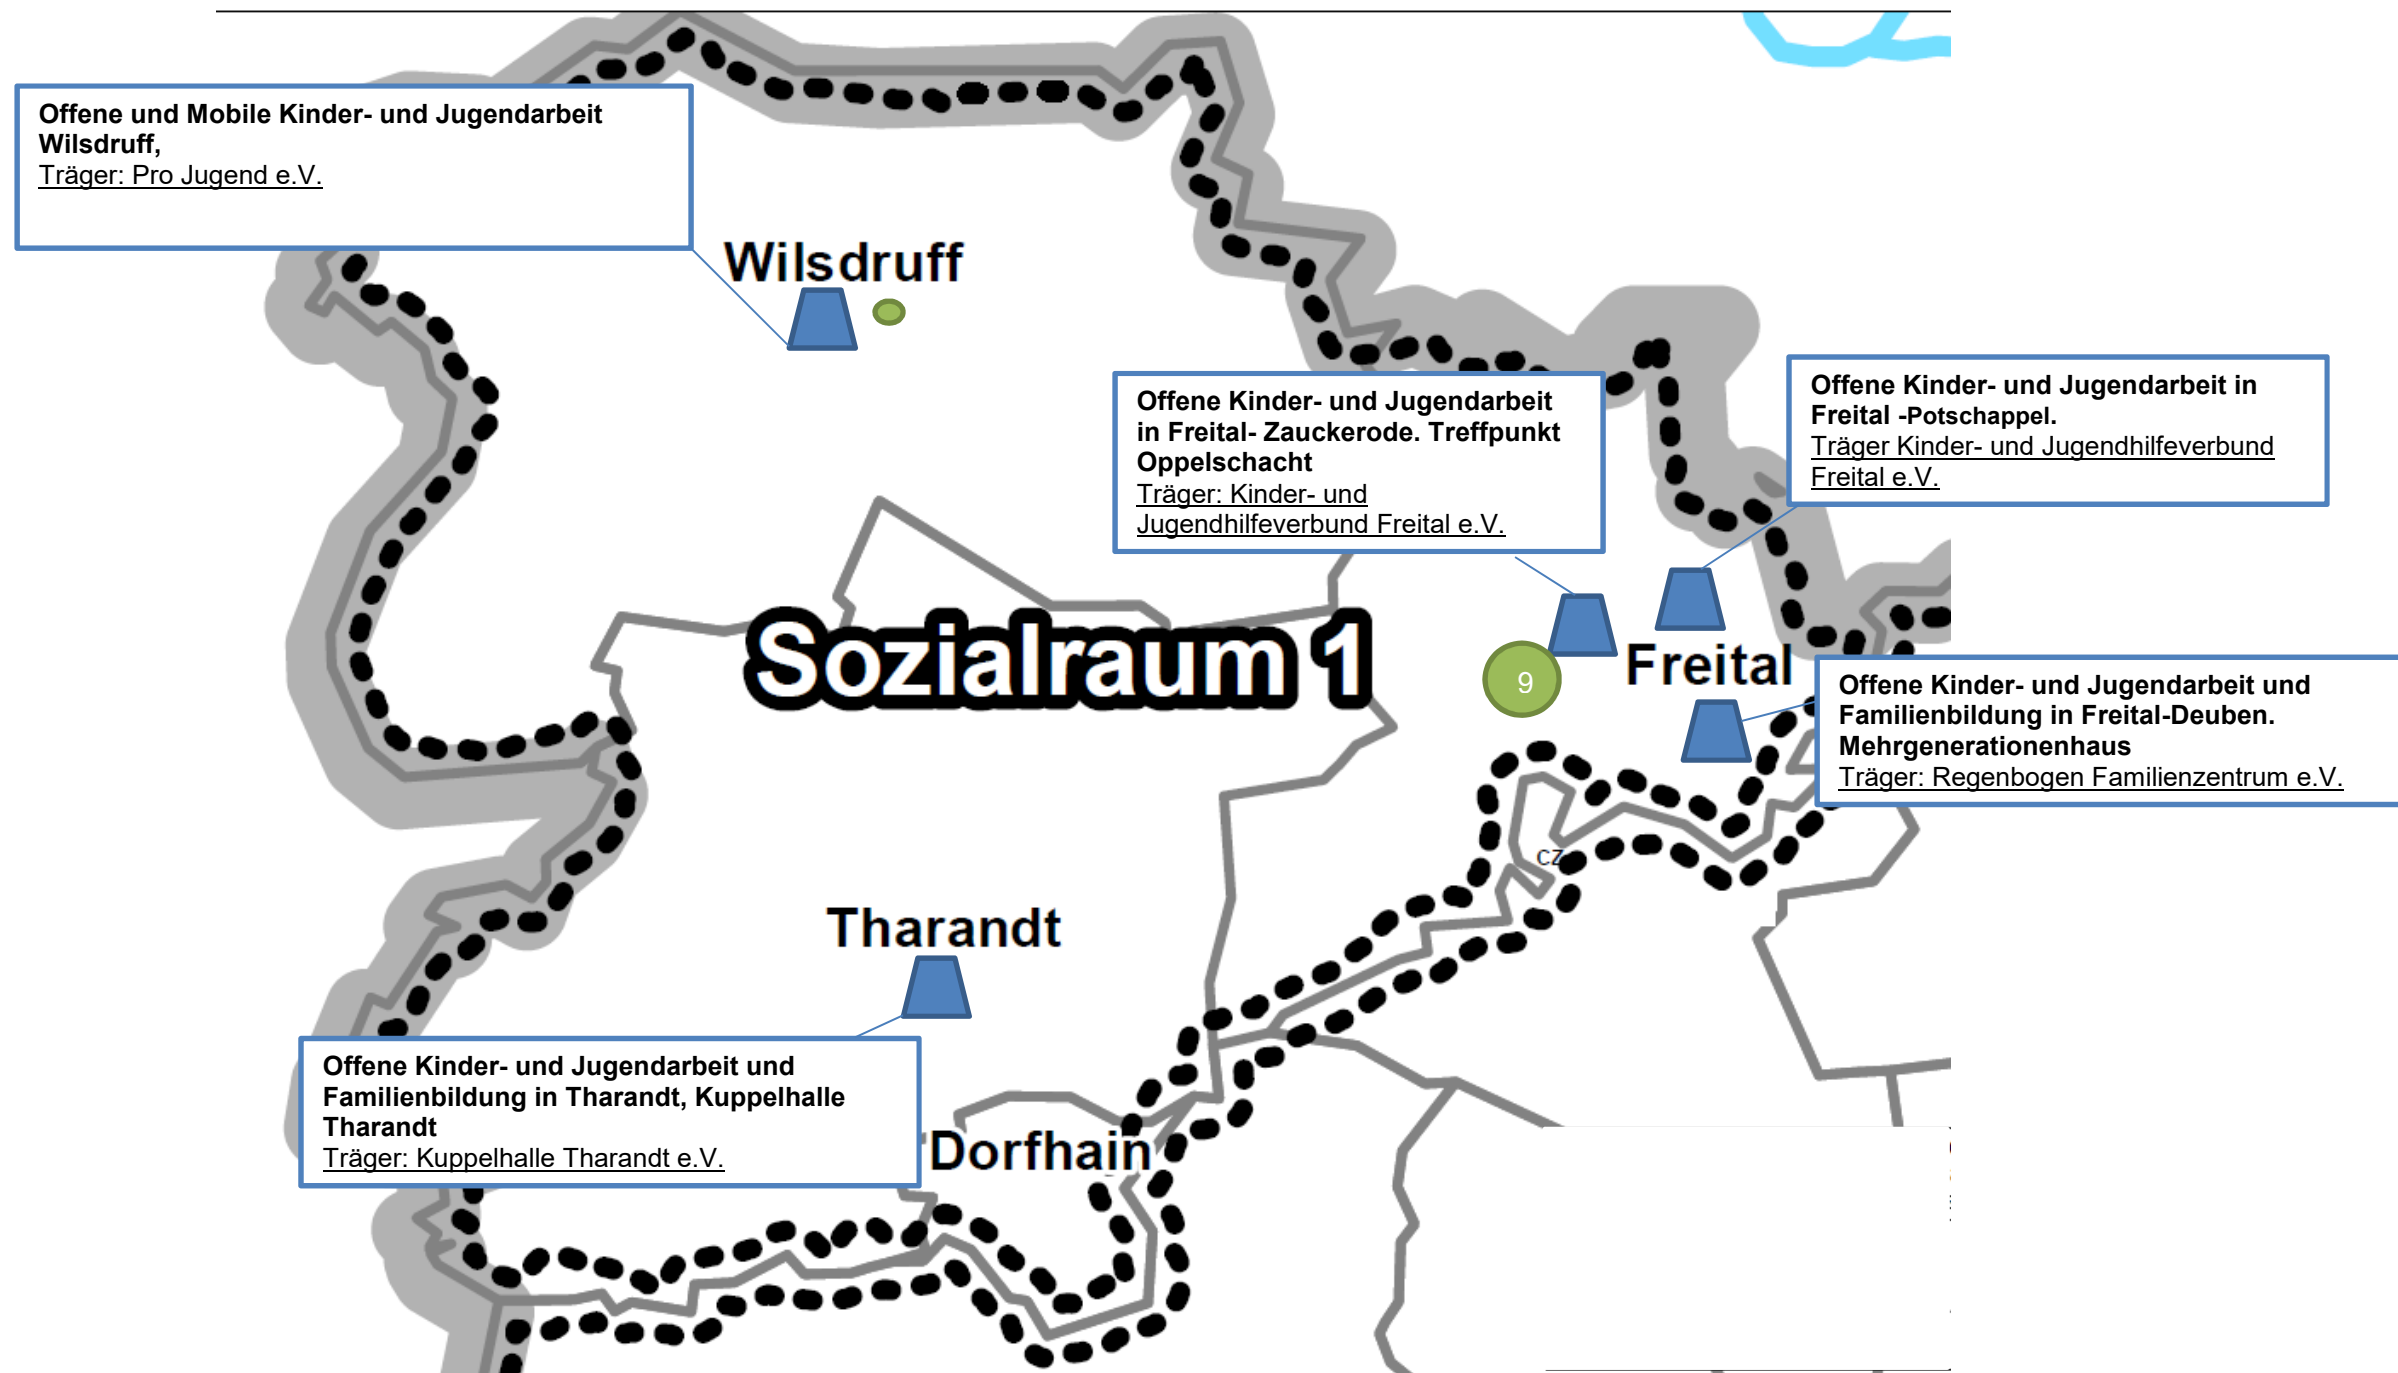 Offene und Mobile Kinder- und Jugendarbeit
Wilsdruff,
Träger: Pro Jugend e.V.
Wilsdruff
Offene Kinder- und Jugendarbeit
in Freital- Zauckerode. Treffpunkt
Oppelschacht
Träger: Kinder- und
Jugendhilfeverbund Freital e.V.
Offene Kinder- und Jugendarbeit in
Freital -Potschappel.
Träger Kinder- und Jugendhilfeverbund
Freital e.V.
Sozialraum 1
9
Freital
Offene Kinder- und Jugendarbeit und
Familienbildung in Freital-Deuben.
Mehrgenerationenhaus
Träger: Regenbogen Familienzentrum e.V.
CZ
Tharandt
Offene Kinder- und Jugendarbeit und
Familienbildung in Tharandt, Kuppelhalle
Tharandt
Träger: Kuppelhalle Tharandt e.V.
Dorfhain